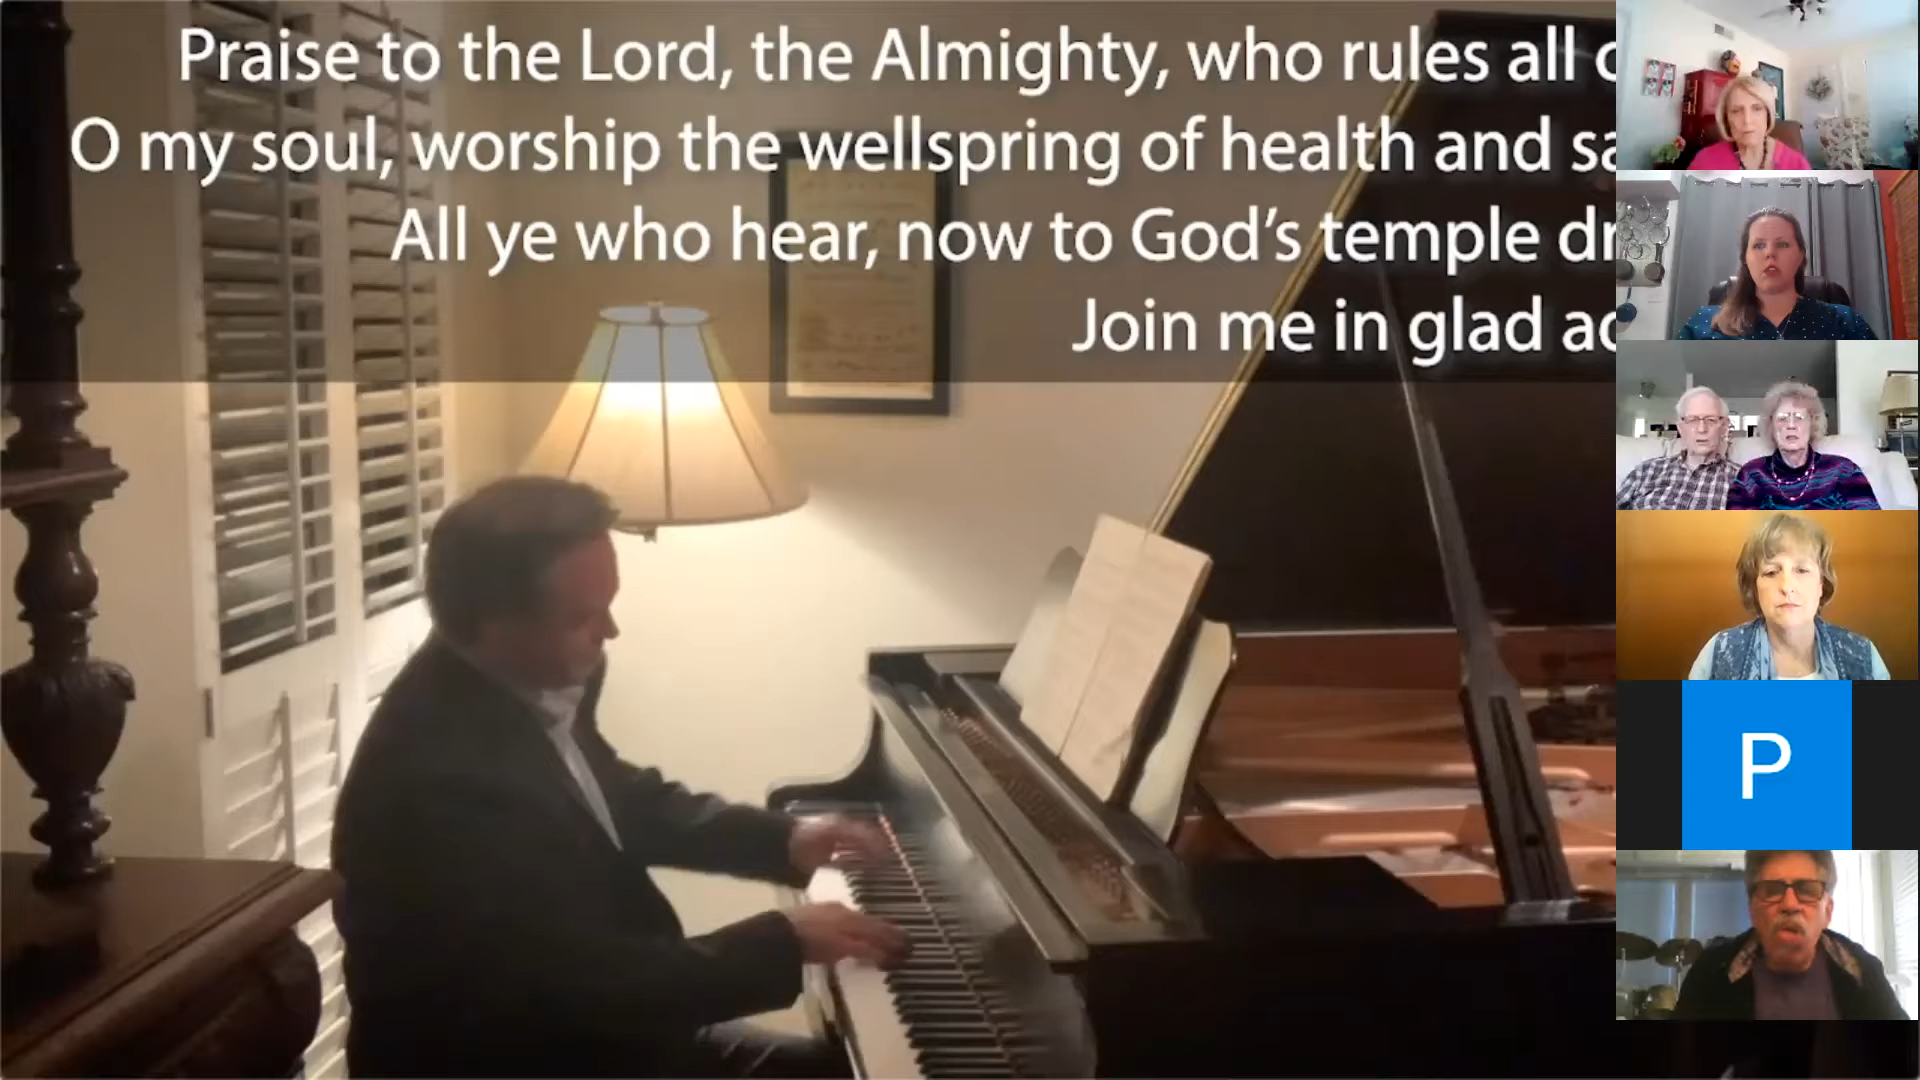 Praise to the Lord, the Almighty, who rules all
O my soul, worship the wellspring of health and
All ye who hear, now to God's temple
Join me in glad
P